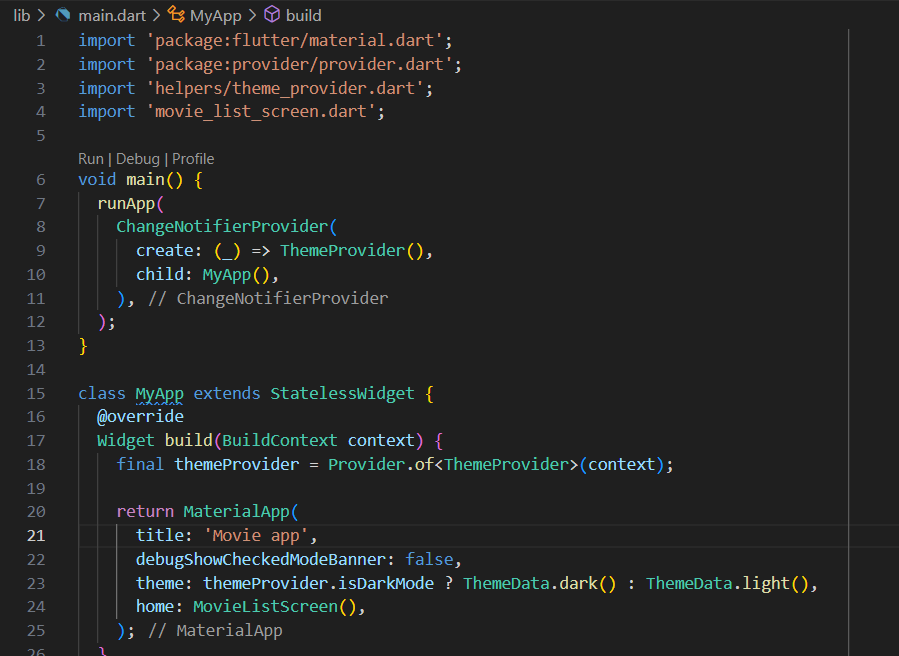 lib > main.dart > MyApp > build
1 import 'package:flutter/material.dart';
2 import 'package:provider/provider.dart';
3 import 'helpers/theme_provider.dart';
4 import 'movie_list_screen.dart';
5
Run | Debug | Profile
6 void main() {
7   runApp(
8     ChangeNotifierProvider(
9       create: (_) => ThemeProvider(),
10       child: MyApp(),
11     ), // ChangeNotifierProvider
12   );
13 }
14
15 class MyApp extends StatelessWidget {
16   @override
17   Widget build(BuildContext context) {
18     final themeProvider = Provider.of<ThemeProvider>(context);
19
20     return MaterialApp(
21       title: 'Movie app',
22       debugShowCheckedModeBanner: false,
23       theme: themeProvider.isDarkMode ? ThemeData.dark() : ThemeData.light(),
24       home: MovieListScreen(),
25     ); // MaterialApp
26   }